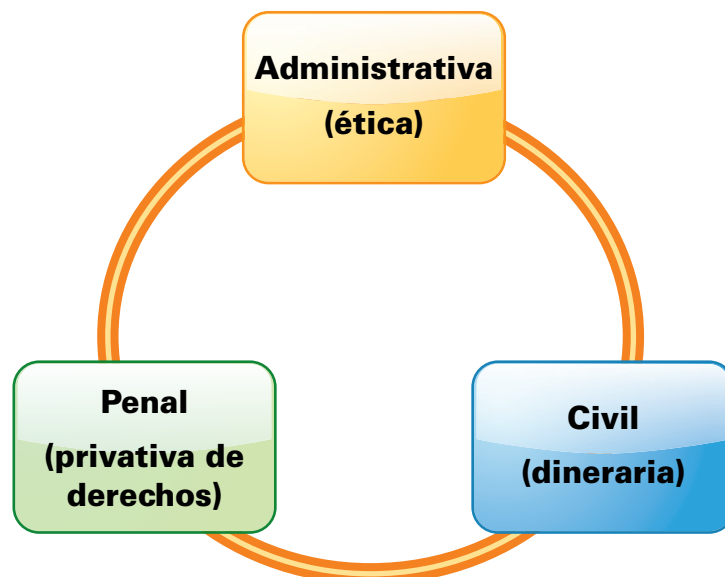 Administrativa
(ética)
Penal
(privativa de
derechos)
Civil
(dineraria)